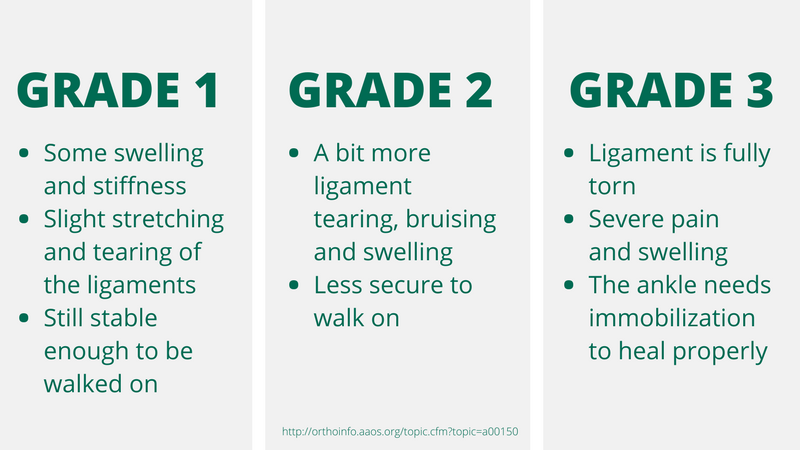 GRADE 1
• Some swelling
and stiffness
• Slight stretching
and tearing of
the ligaments
• Still stable
enough to be
walked on
GRADE 2
• A bit more
ligament
tearing, bruising
and swelling
• Less secure to
walk on
http://orthoinfo.aaos.org/topic.cfm?topic=a00150
GRADE 3
• Ligament is fully
torn
• Severe pain
and swelling
• The ankle needs
immobilization
to heal properly